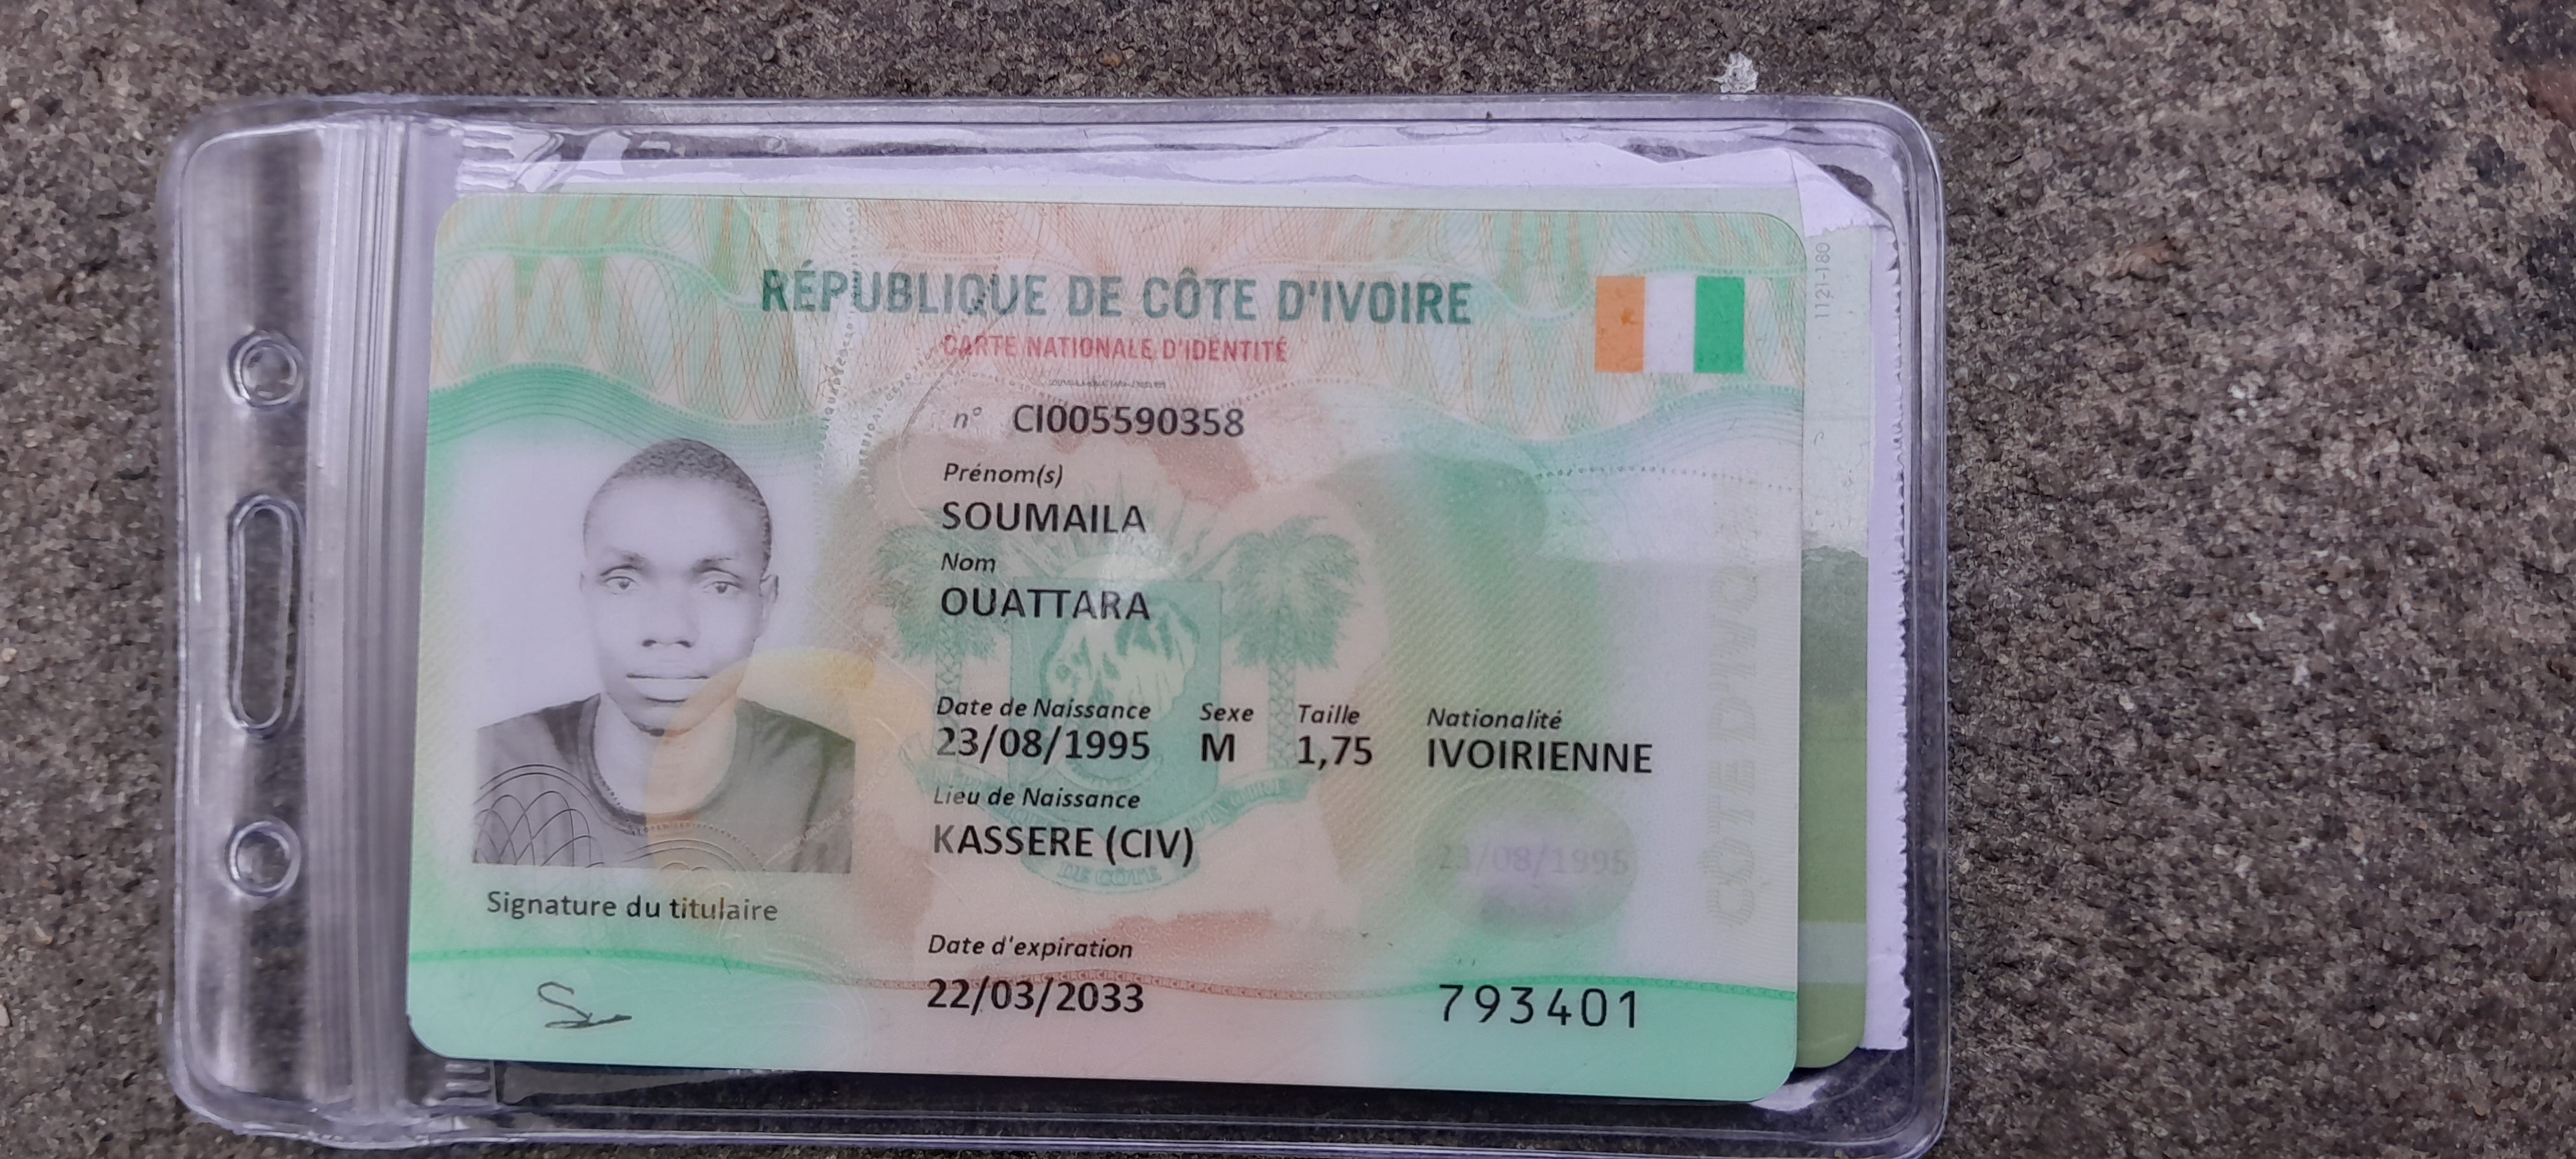 RÉPUBLIQUE DE CÔTE D'IVOIRE
CARTE NATIONALE D'IDENTITÉ
n° CI005590358
Prénom(s)
SOUMAILA
Nom
OUATTARA
Date de Naissance Sexe Taille Nationalité
23/08/1995 M 1,75 IVOIRIENNE
Lieu de Naissance
KASSERE (CIV)
23/08/1995
Signature du titulaire
Date d'expiration
22/03/2033
793401
CÔTE D'IVOIRE
1121-180